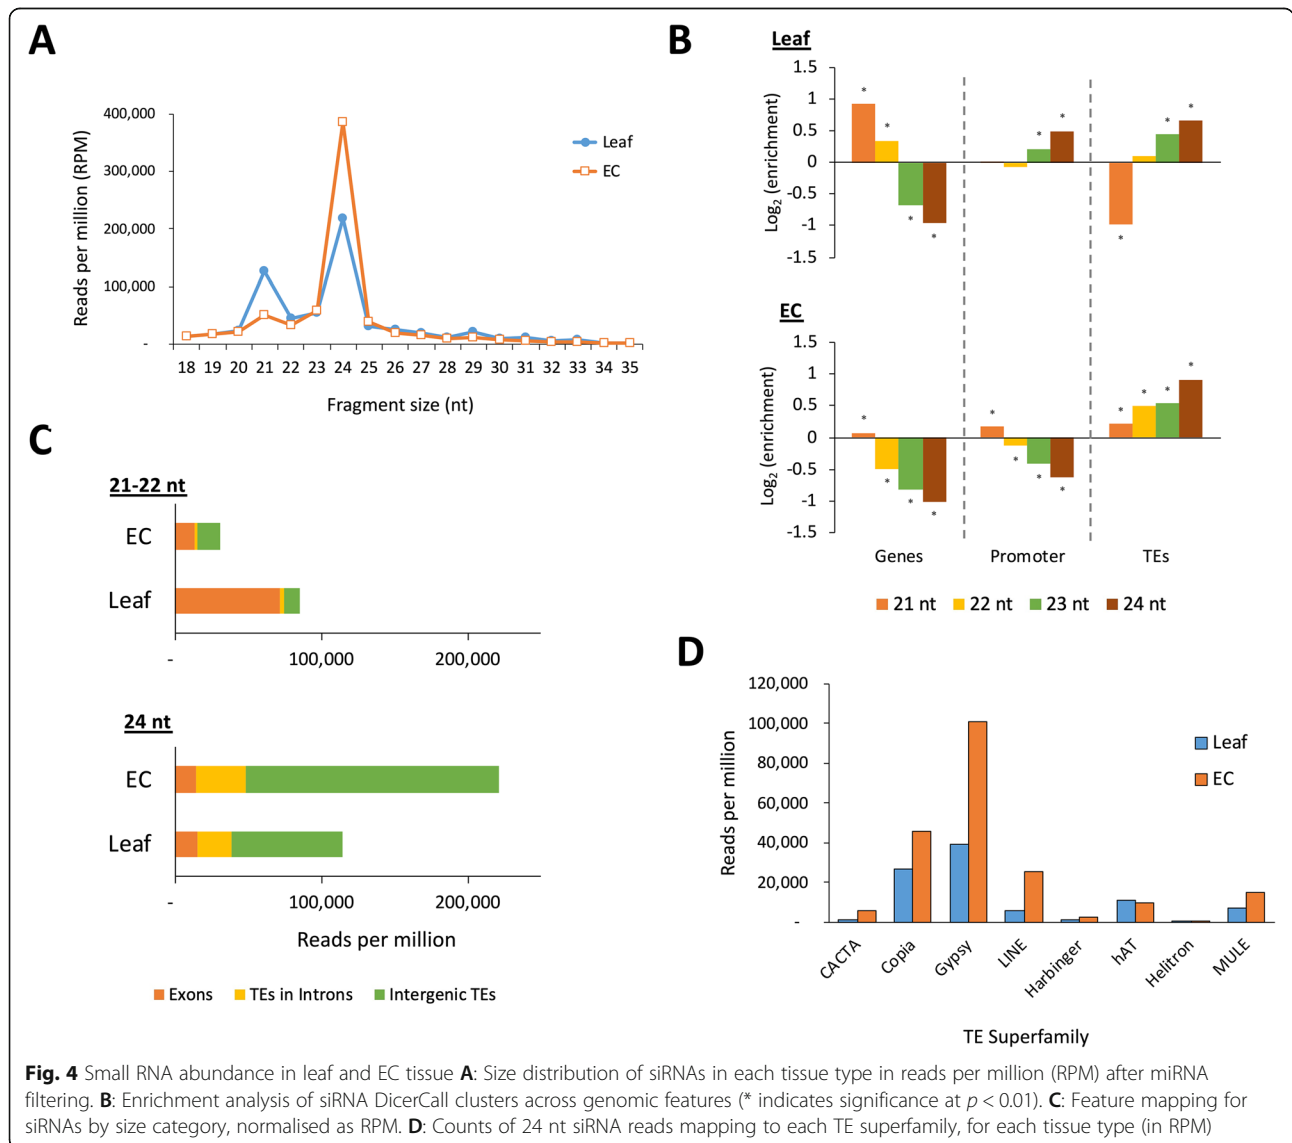 A
Reads per million (RPM)
400,000
300,000
200,000
100,000
-
18 19 20 21 22 23 24 25 26 27 28 29 30 31 32 33 34 35
Fragment size (nt)
Leaf
EC
B
Leaf
Log2 (enrichment)
1.5
1
0.5
0
-0.5
-1
-1.5
* * * * * * * * *
EC
Log2 (enrichment)
1.5
1
0.5
0
-0.5
-1
-1.5
* * * * * * * * * * * *
Genes Promoter TEs
21 nt 22 nt 23 nt 24 nt
C
21-22 nt
EC
Leaf
- 100,000 200,000
24 nt
EC
Leaf
- 100,000 200,000
Reads per million
Exons TEs in Introns Intergenic TEs
D
Reads per million
120,000
100,000
80,000
60,000
40,000
20,000
-
Leaf
EC
CACTA Copia Gypsy LINE Harbinger hAT Helitron MULE
TE Superfamily
Fig. 4 Small RNA abundance in leaf and EC tissue A: Size distribution of siRNAs in each tissue type in reads per million (RPM) after miRNA
filtering. B: Enrichment analysis of siRNA DicerCall clusters across genomic features (* indicates significance at p < 0.01). C: Feature mapping for
siRNAs by size category, normalised as RPM. D: Counts of 24 nt siRNA reads mapping to each TE superfamily, for each tissue type (in RPM)